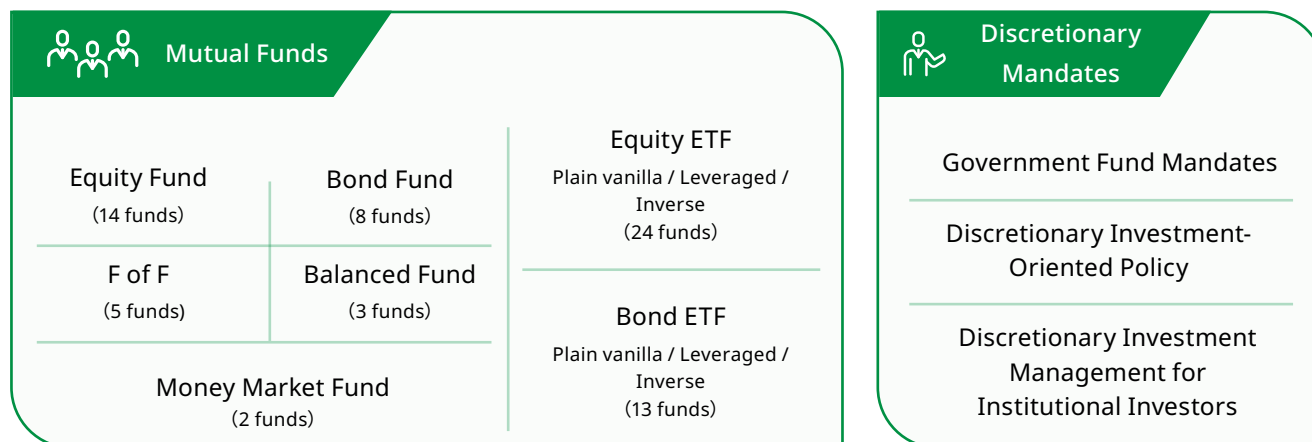 Mutual Funds
Equity Fund
(14 funds)
Bond Fund
(8 funds)
F of F
(5 funds)
Balanced Fund
(3 funds)
Money Market Fund
(2 funds)
Equity ETF
Plain vanilla / Leveraged /
Inverse
(24 funds)
Bond ETF
Plain vanilla / Leveraged /
Inverse
(13 funds)
Discretionary
Mandates
Government Fund Mandates
Discretionary Investment-
Oriented Policy
Discretionary Investment
Management for
Institutional Investors